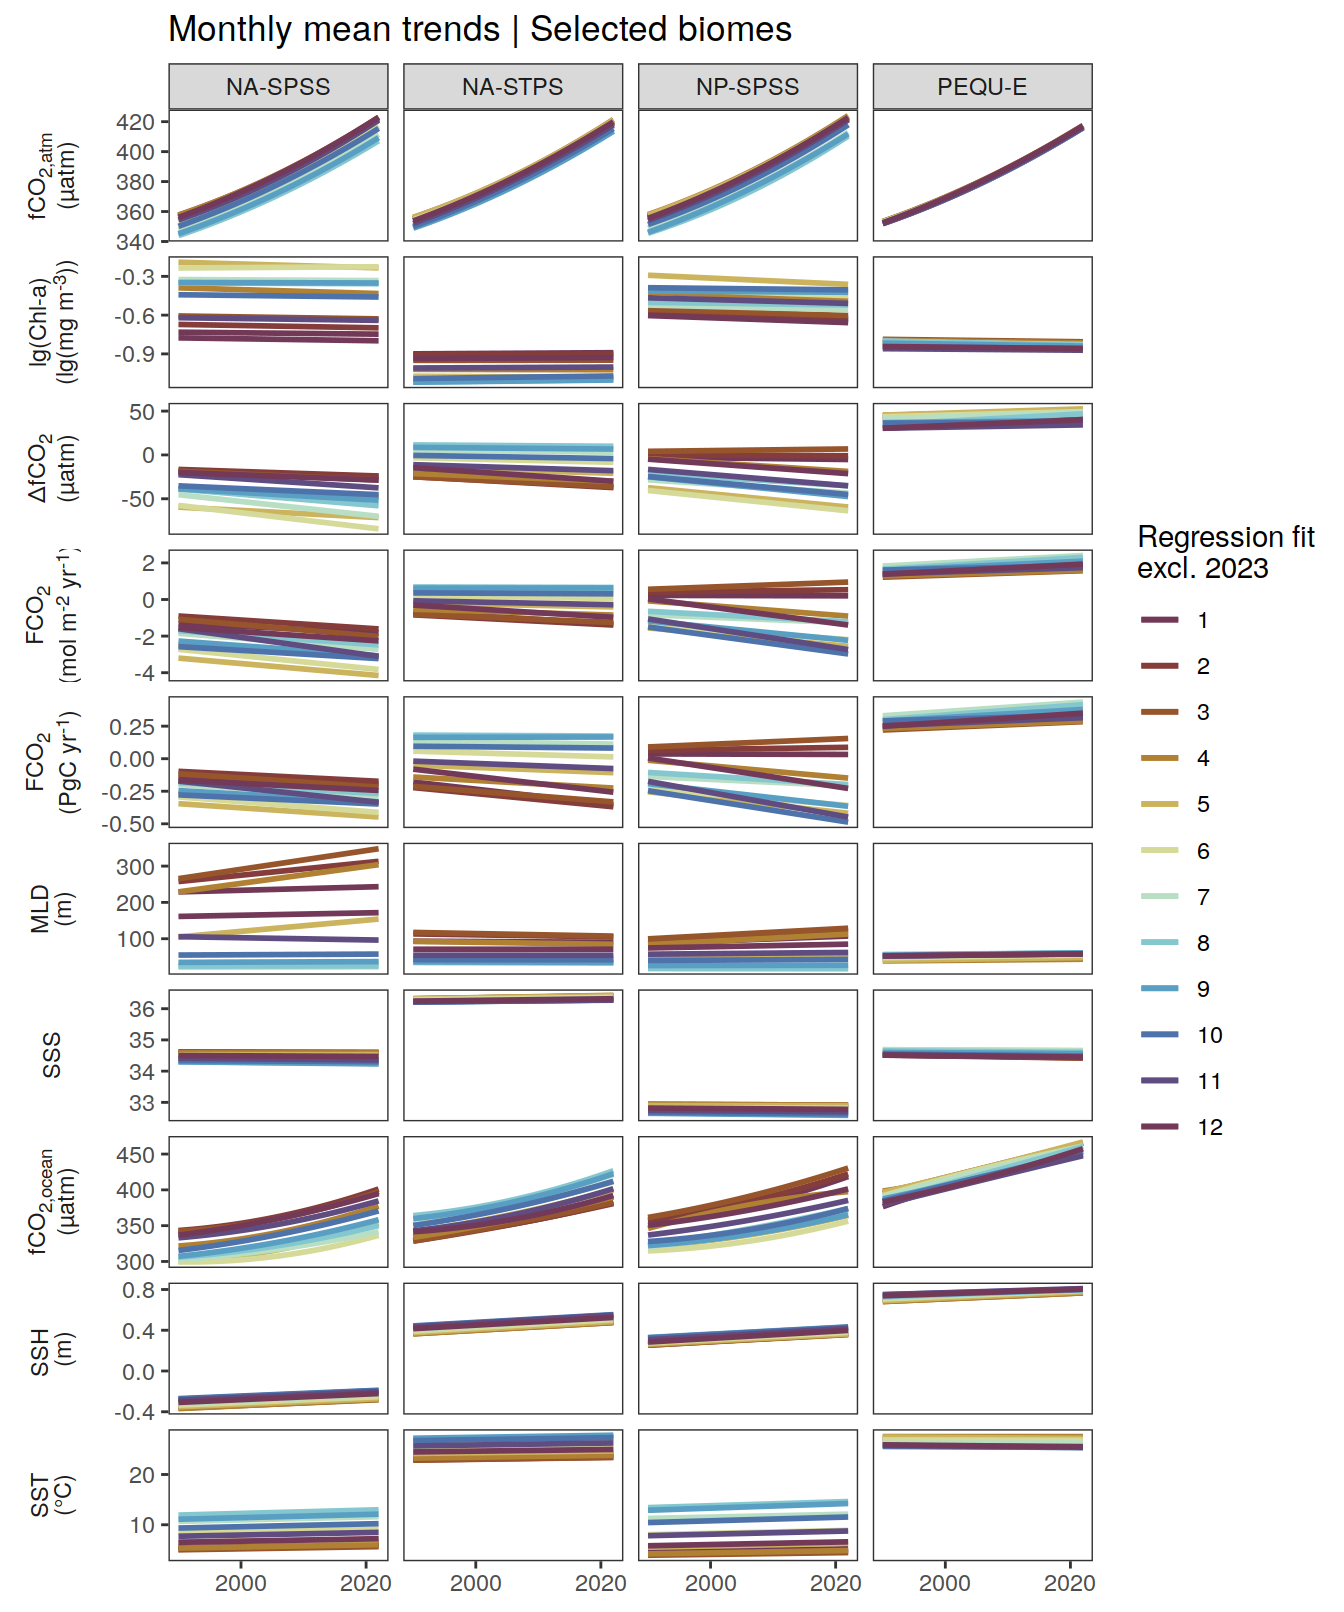 Monthly mean trends | Selected biomes
NA-SPSS NA-STPS NP-SPSS PEQU-E
fCO2,atm
(µatm)
420
400
380
360
340
lg(Chl-a)
(lg(mg m-3))
-0.3
-0.6
-0.9
ΔfCO2
(µatm)
50
0
-50
FCO2
(mol m-2 yr-1)
2
0
-2
-4
FCO2
(PgC yr-1)
0.25
0.00
-0.25
-0.50
MLD
(m)
300
200
100
SSS
36
35
34
33
fCO2,ocean
(µatm)
450
400
350
300
SSH
(m)
0.8
0.4
0.0
-0.4
SST
(°C)
20
10
2000 2020 2000 2020 2000 2020 2000 2020
Regression fit
excl. 2023
1
2
3
4
5
6
7
8
9
10
11
12